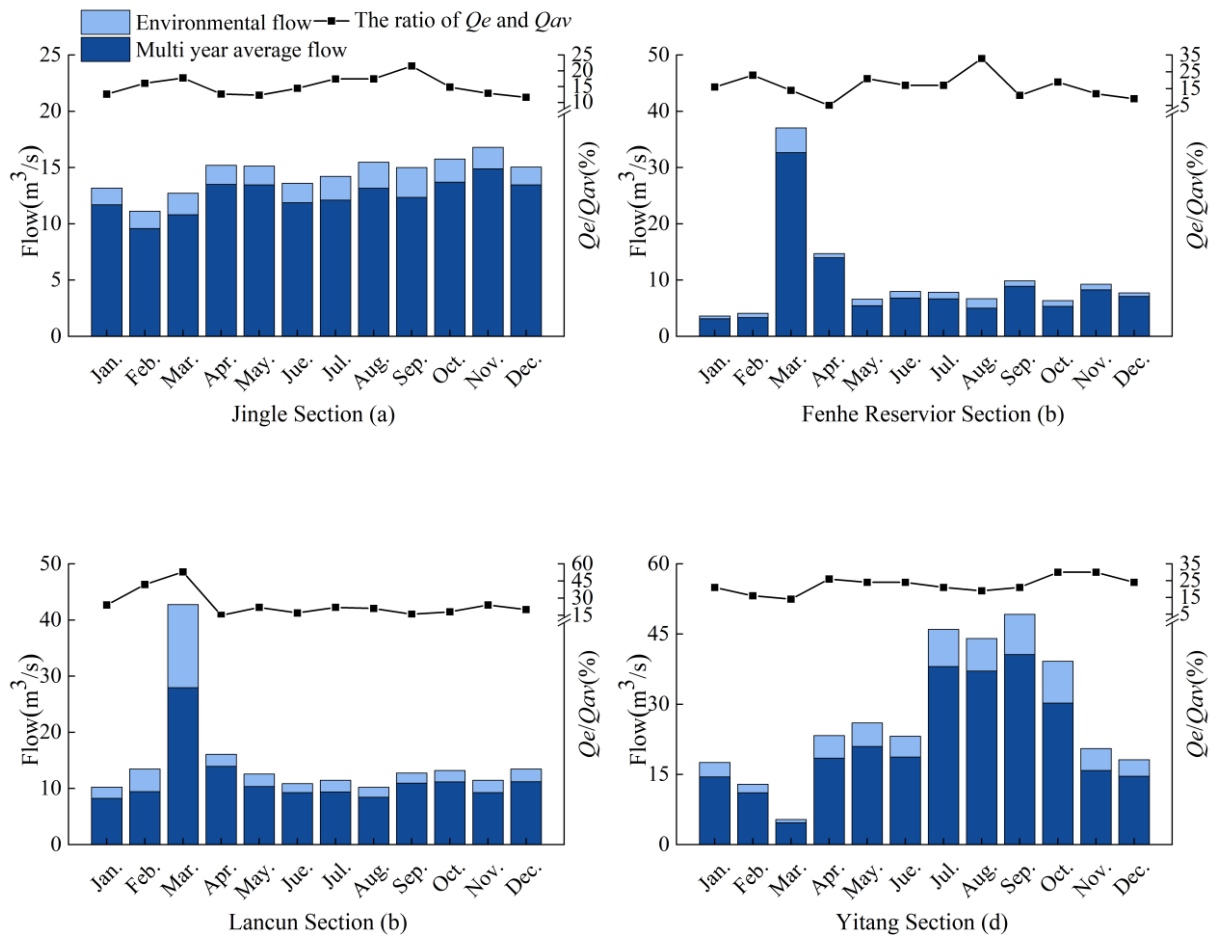 Environmental flow
The ratio of Qe and Qav
Multi year average flow
25
20
15
10
5
0
Flow(m³/s)
25
20
15
10
Qe/Qav(%)
Jan. Feb. Mar. Apr. May. Jue. Jul. Aug. Sep. Oct. Nov. Dec.
Jingle Section (a)
50
40
30
20
10
0
Flow(m³/s)
35
25
15
5
Qe/Qav(%)
Jan. Feb. Mar. Apr. May. Jue. Jul. Aug. Sep. Oct. Nov. Dec.
Fenhe Reservior Section (b)
50
40
30
20
10
0
Flow(m³/s)
60
45
30
15
Qe/Qav(%)
Jan. Feb. Mar. Apr. May. Jue. Jul. Aug. Sep. Oct. Nov. Dec.
Lancun Section (b)
60
45
30
15
0
Flow(m³/s)
35
25
15
5
Qe/Qav(%)
Jan. Feb. Mar. Apr. May. Jue. Jul. Aug. Sep. Oct. Nov. Dec.
Yitang Section (d)